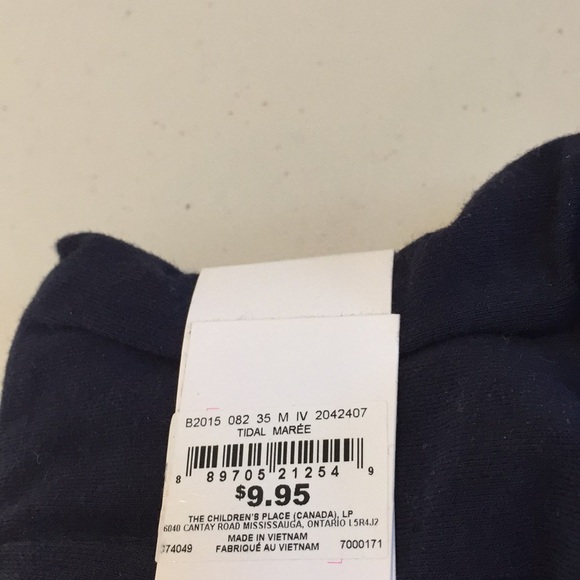 B2015 082 35 M IV 2042407
TIDAL MARÉE
8 89705 21254 9
$9.95
THE CHILDREN'S PLACE (CANADA), LP
6040 CANTAY ROAD MISSISSAUGA, ONTARIO L5R4J2
MADE IN VIETNAM
374049 FABRIQUÉ AU VIETNAM 7000171